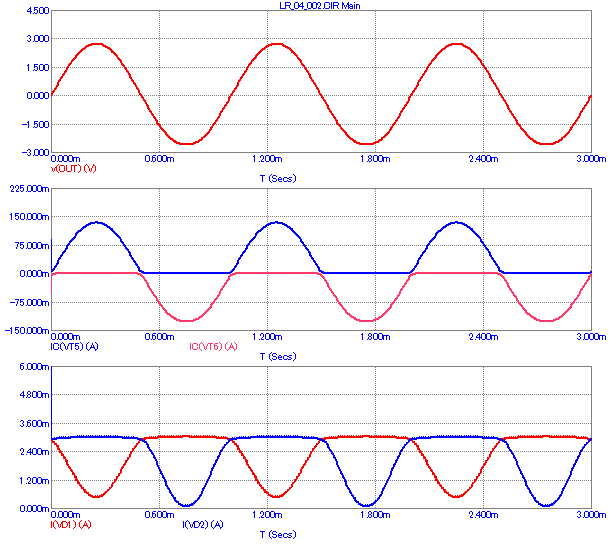 LR_04_002.CIR Main
4.500
3.000
1.500
0.000
-1.500
-3.000
0.000m 0.600m 1.200m 1.800m 2.400m 3.000m
v(OUT) (V)
T (Secs)
225.000m
150.000m
75.000m
0.000m
-75.000m
-150.000m
0.000m 0.600m 1.200m 1.800m 2.400m 3.000m
IC(VT5) (A) IC(VT6) (A)
T (Secs)
6.000m
4.800m
3.600m
2.400m
1.200m
0.000m
0.000m 0.600m 1.200m 1.800m 2.400m 3.000m
I(VD1) (A) I(VD2) (A)
T (Secs)